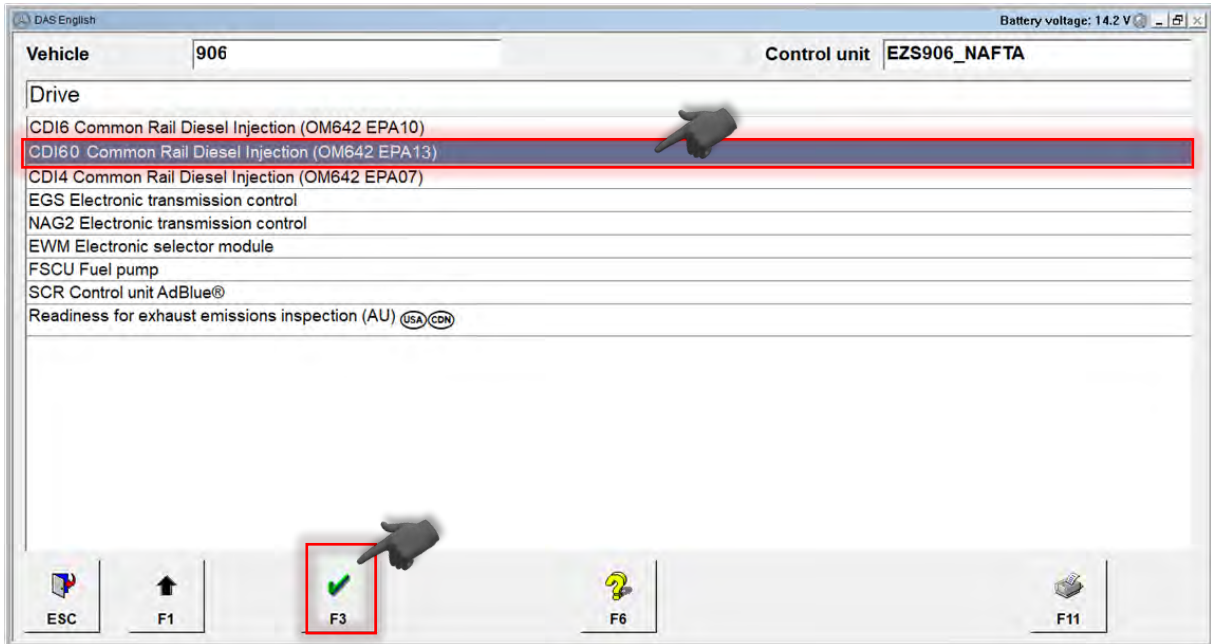 DAS English Battery voltage: 14.2 V
Vehicle 906 Control unit EZS906_NAFTA
Drive
CDI6 Common Rail Diesel Injection (OM642 EPA10)
CDI60 Common Rail Diesel Injection (OM642 EPA13)
CDI4 Common Rail Diesel Injection (OM642 EPA07)
EGS Electronic transmission control
NAG2 Electronic transmission control
EWM Electronic selector module
FSCU Fuel pump
SCR Control unit AdBlue®
Readiness for exhaust emissions inspection (AU) USA CDN
ESC F1 F3 F6 F11